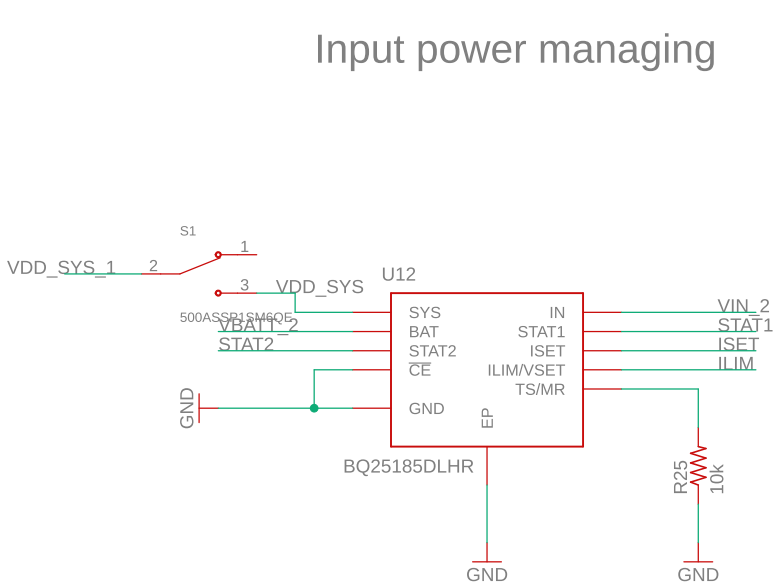 Input power managing
S1
1
VDD_SYS_1
2
3
VDD_SYS
U12
500ASSP1SM6QE
VBATT_2
STAT2
SYS
BAT
STAT2
CE
GND
GND
EP
IN
STAT1
ISET
ILIM/VSET
TS/MR
VIN_2
STAT1
ISET
ILIM
BQ25185DLHR
R25
10k
GND
GND